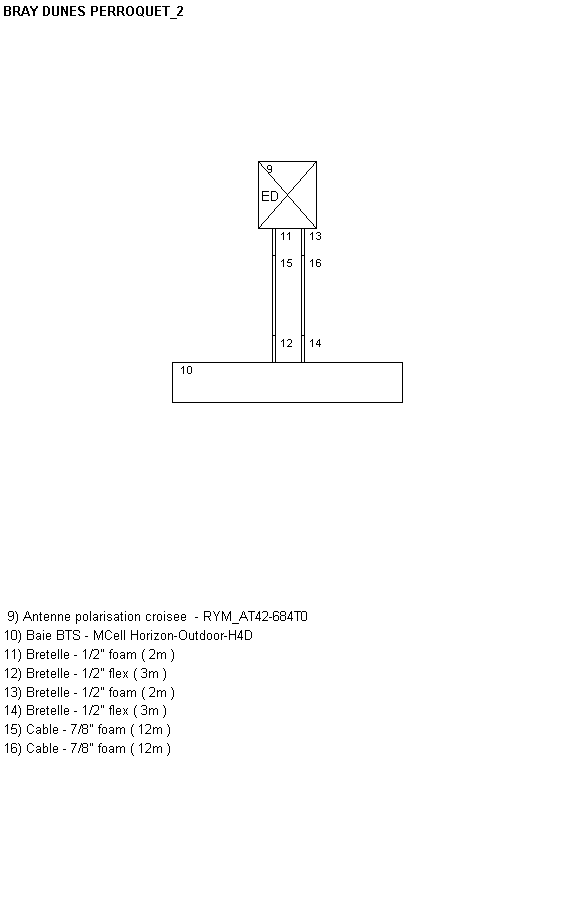 BRAY DUNES PERROQUET_2
9
ED
11 13
15 16
12 14
10
9) Antenne polarisation croisee - RYM_AT42-684T0
10) Baie BTS - MCell Horizon-Outdoor-H4D
11) Bretelle - 1/2" foam ( 2m )
12) Bretelle - 1/2" flex ( 3m )
13) Bretelle - 1/2" foam ( 2m )
14) Bretelle - 1/2" flex ( 3m )
15) Cable - 7/8" foam ( 12m )
16) Cable - 7/8" foam ( 12m )